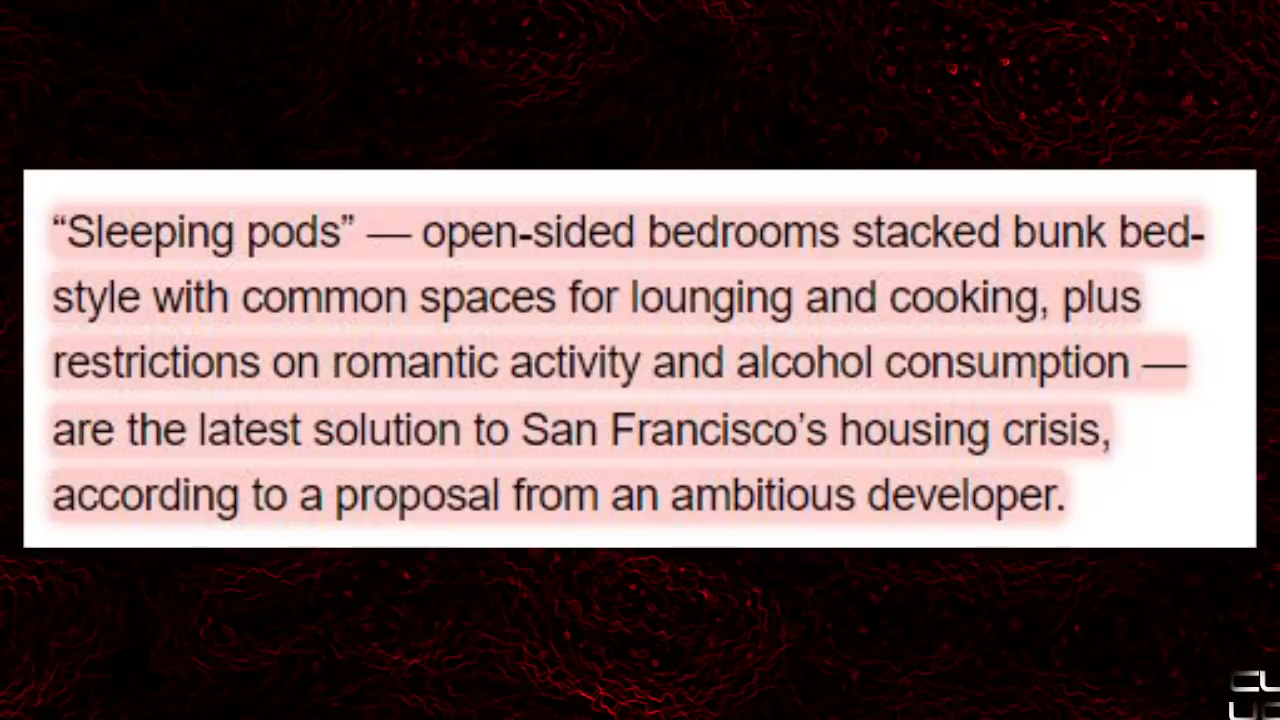 “Sleeping pods” — open-sided bedrooms stacked bunk bed-
style with common spaces for lounging and cooking, plus
restrictions on romantic activity and alcohol consumption —
are the latest solution to San Francisco’s housing crisis,
according to a proposal from an ambitious developer.